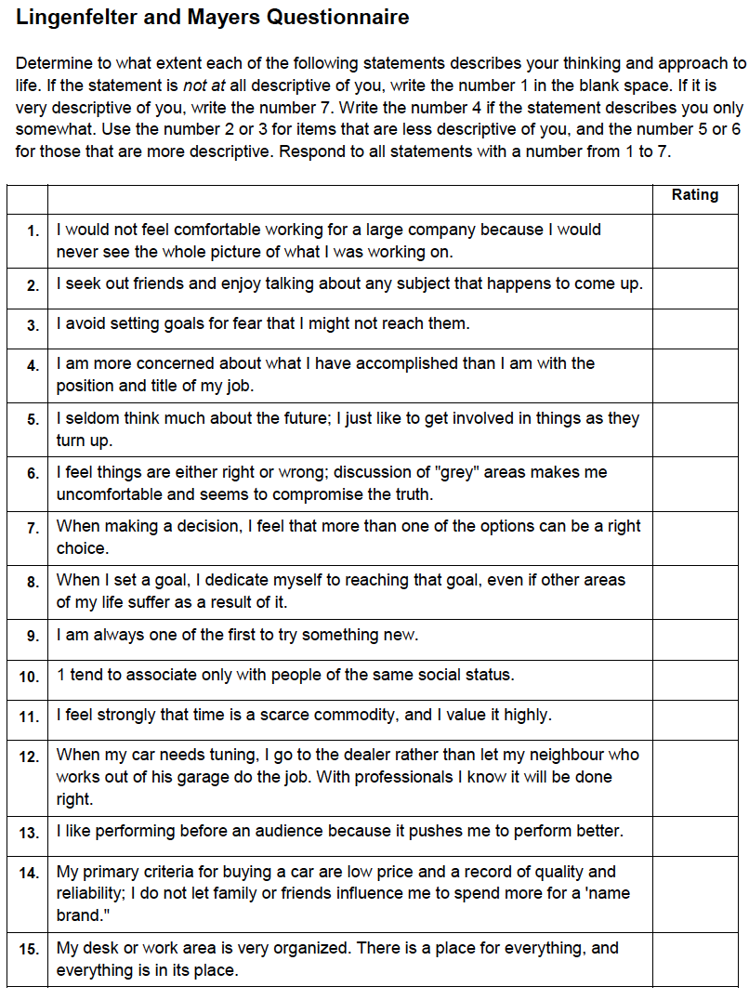 Lingenfelter and Mayers Questionnaire
Determine to what extent each of the following statements describes your thinking and approach to
life. If the statement is not at all descriptive of you, write the number 1 in the blank space. If it is
very descriptive of you, write the number 7. Write the number 4 if the statement describes you only
somewhat. Use the number 2 or 3 for items that are less descriptive of you, and the number 5 or 6
for those that are more descriptive. Respond to all statements with a number from 1 to 7.
Rating
1. I would not feel comfortable working for a large company because I would
never see the whole picture of what I was working on.
2. I seek out friends and enjoy talking about any subject that happens to come up.
3. I avoid setting goals for fear that I might not reach them.
4. I am more concerned about what I have accomplished than I am with the
position and title of my job.
5. I seldom think much about the future; I just like to get involved in things as they
turn up.
6. I feel things are either right or wrong; discussion of "grey" areas makes me
uncomfortable and seems to compromise the truth.
7. When making a decision, I feel that more than one of the options can be a right
choice.
8. When I set a goal, I dedicate myself to reaching that goal, even if other areas
of my life suffer as a result of it.
9. I am always one of the first to try something new.
10. 1 tend to associate only with people of the same social status.
11. I feel strongly that time is a scarce commodity, and I value it highly.
12. When my car needs tuning, I go to the dealer rather than let my neighbour who
works out of his garage do the job. With professionals I know it will be done
right.
13. I like performing before an audience because it pushes me to perform better.
14. My primary criteria for buying a car are low price and a record of quality and
reliability; I do not let family or friends influence me to spend more for a 'name
brand."
15. My desk or work area is very organized. There is a place for everything, and
everything is in its place.